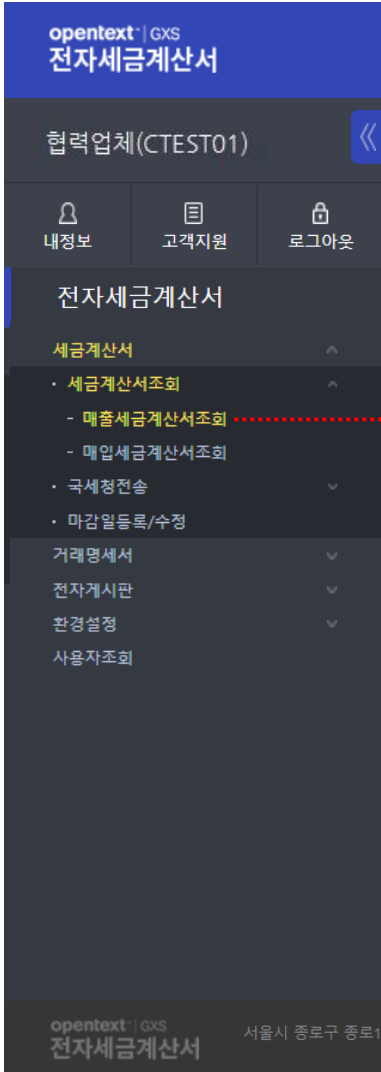 opentext™ | GXS
전자세금계산서
협력업체(CTEST01)
내정보 고객지원 로그아웃
전자세금계산서
세금계산서
· 세금계산서조회
- 매출세금계산서조회
- 매입세금계산서조회
· 국세청전송
· 마감일등록/수정
거래명세서
전자게시판
환경설정
사용자조회
opentext™ | GXS
전자세금계산서
서울시 종로구 종로1